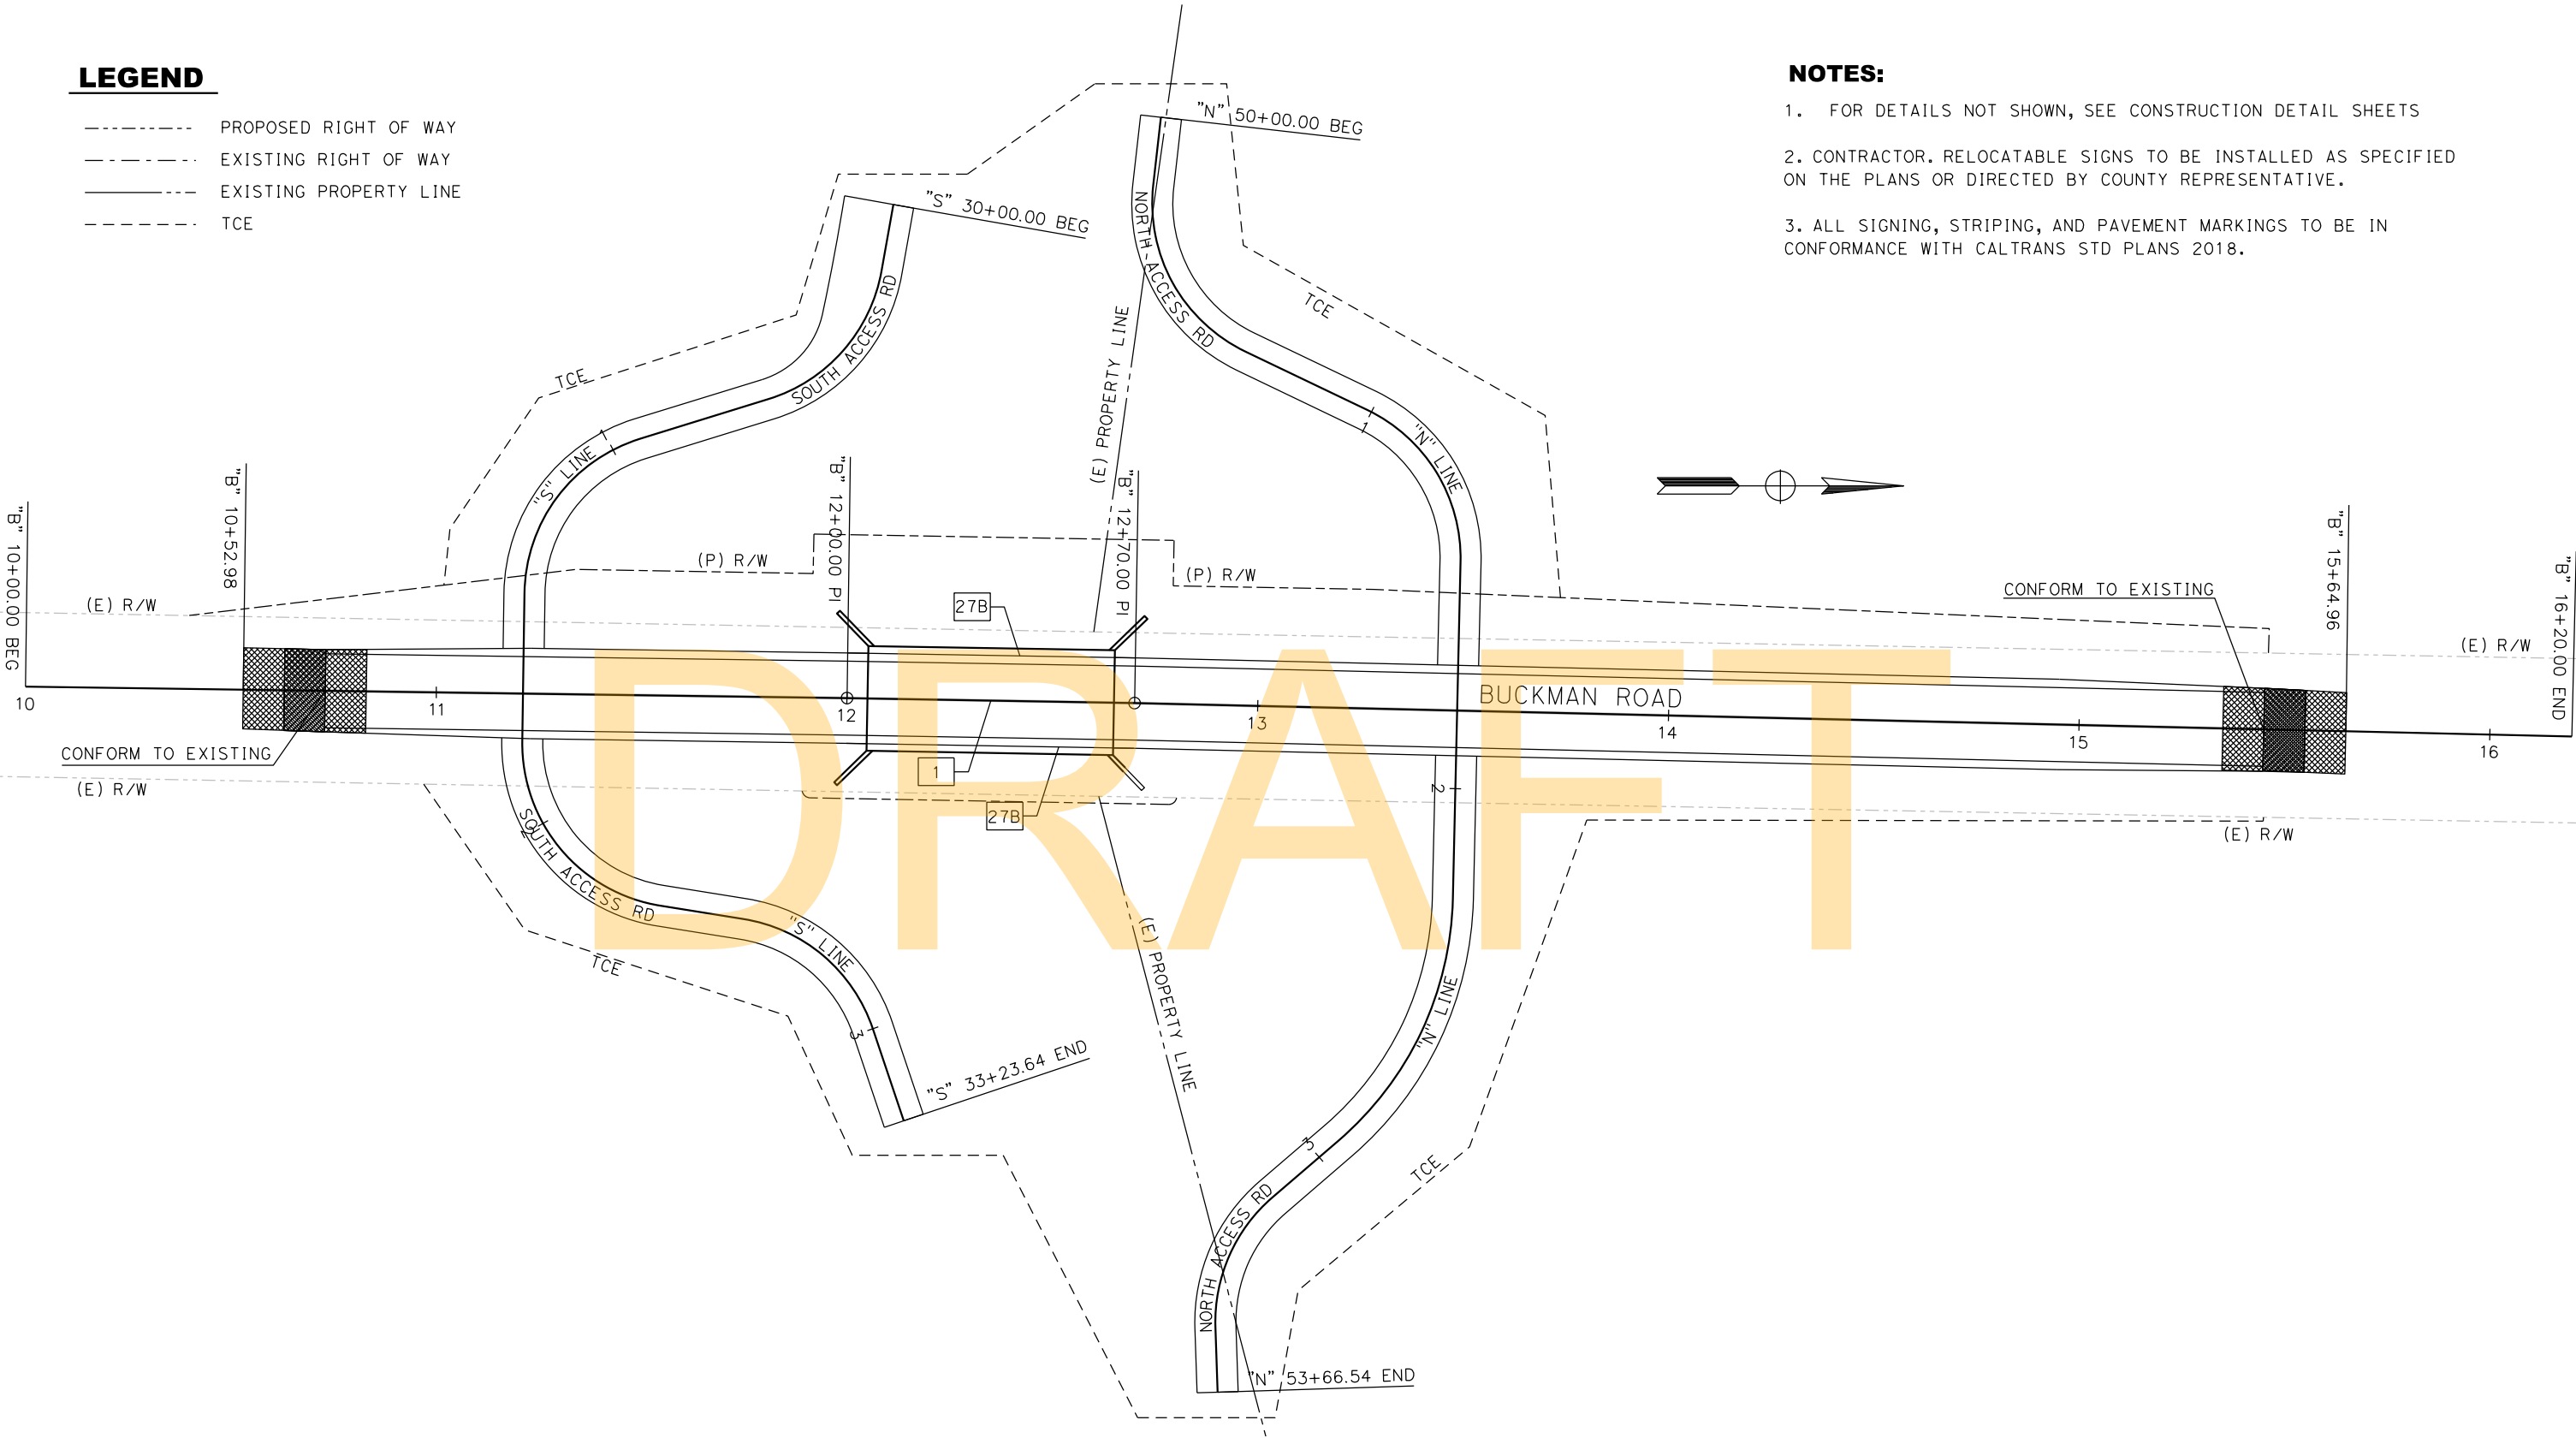 LEGEND
PROPOSED RIGHT OF WAY
EXISTING RIGHT OF WAY
EXISTING PROPERTY LINE
TCE
NOTES:
1. FOR DETAILS NOT SHOWN, SEE CONSTRUCTION DETAIL SHEETS
2. CONTRACTOR. RELOCATABLE SIGNS TO BE INSTALLED AS SPECIFIED
ON THE PLANS OR DIRECTED BY COUNTY REPRESENTATIVE.
3. ALL SIGNING, STRIPING, AND PAVEMENT MARKINGS TO BE IN
CONFORMANCE WITH CALTRANS STD PLANS 2018.
"N" 50+00.00 BEG
"S" 30+00.00 BEG
NORTH ACCESS RD
SOUTH ACCESS RD
TCE
TCE
(E) PROPERTY LINE
1
"N" LINE
1
"S" LINE
"B" 10+00.00 BEG
"B" 10+52.98
"B" 12+00.00 PI
"B" 12+70.00 PI
"B" 15+64.96
"B" 16+20.00 END
(P) R/W
(P) R/W
CONFORM TO EXISTING
(E) R/W
27B
(E) R/W
BUCKMAN ROAD
10
11
12
13
14
15
16
CONFORM TO EXISTING
1
(E) R/W
27B
2
(E) R/W
2
SOUTH ACCESS RD
"S" LINE
TCE
(E) PROPERTY LINE
"N" LINE
3
"S" 33+23.64 END
3
TCE
NORTH ACCESS RD
"N" 53+66.54 END
DRAFT